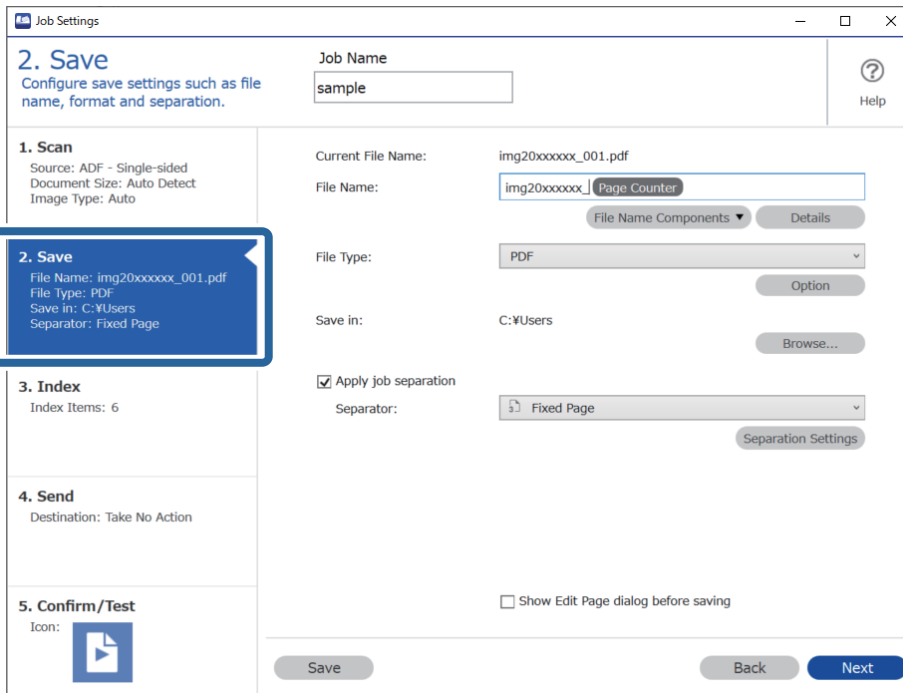 Job Settings
2. Save
Configure save settings such as file
name, format and separation.
Job Name
sample
Help
1. Scan
Source: ADF - Single-sided
Document Size: Auto Detect
Image Type: Auto
2. Save
File Name: img20xxxxxx_001.pdf
File Type: PDF
Save in: C:¥Users
Separator: Fixed Page
3. Index
Index Items: 6
4. Send
Destination: Take No Action
5. Confirm/Test
Icon:
Current File Name: img20xxxxxx_001.pdf
File Name: img20xxxxxx_ Page Counter
File Name Components ▼ Details
File Type: PDF
Option
Save in: C:¥Users
Browse...
Apply job separation
Separator: Fixed Page
Separation Settings
Show Edit Page dialog before saving
Save Back Next